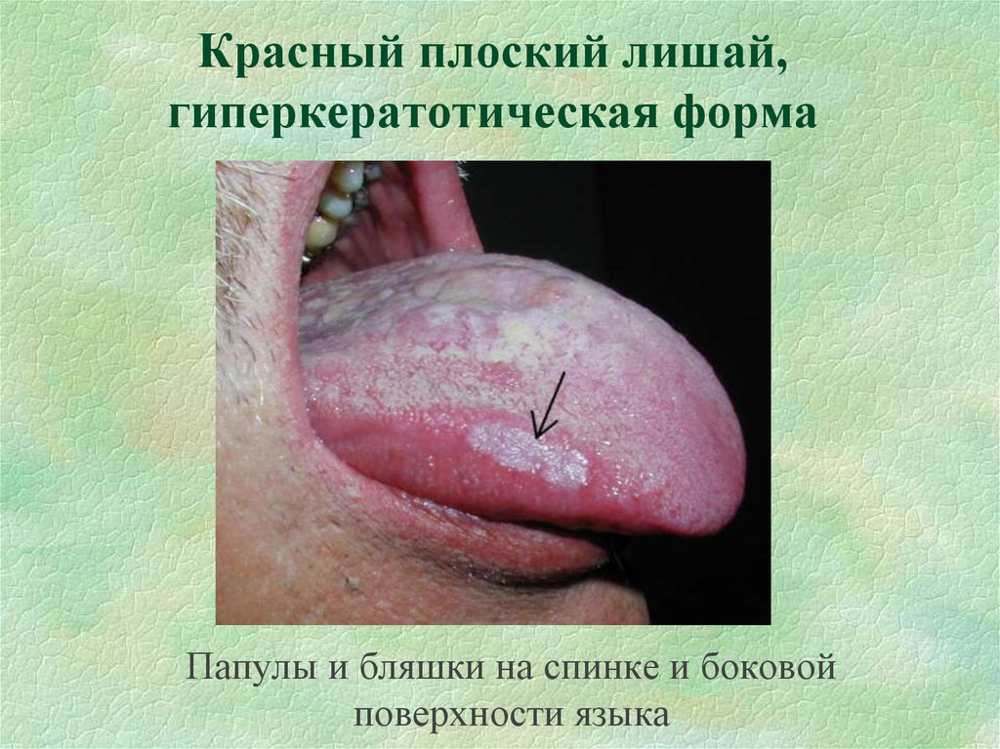 Красный плоский лишай,
гиперкератотическая форма
Папулы и бляшки на спинке и боковой
поверхности языка